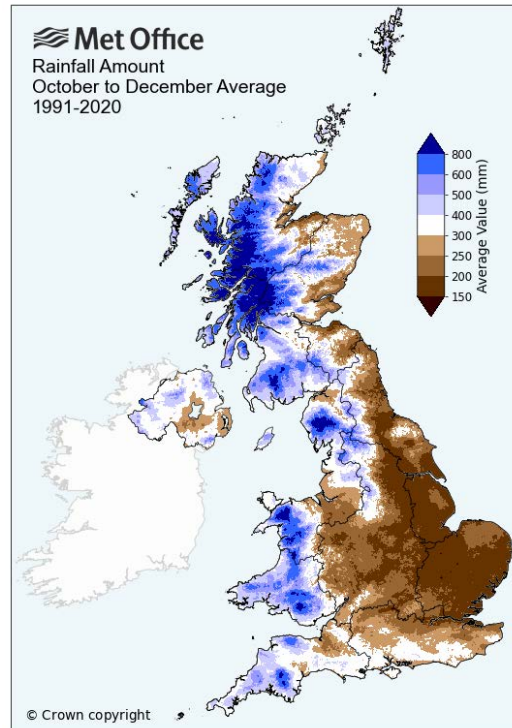 Met Office
Rainfall Amount
October to December Average
1991-2020
800
600
500
400
300
250
200
150
Average Value (mm)
© Crown copyright